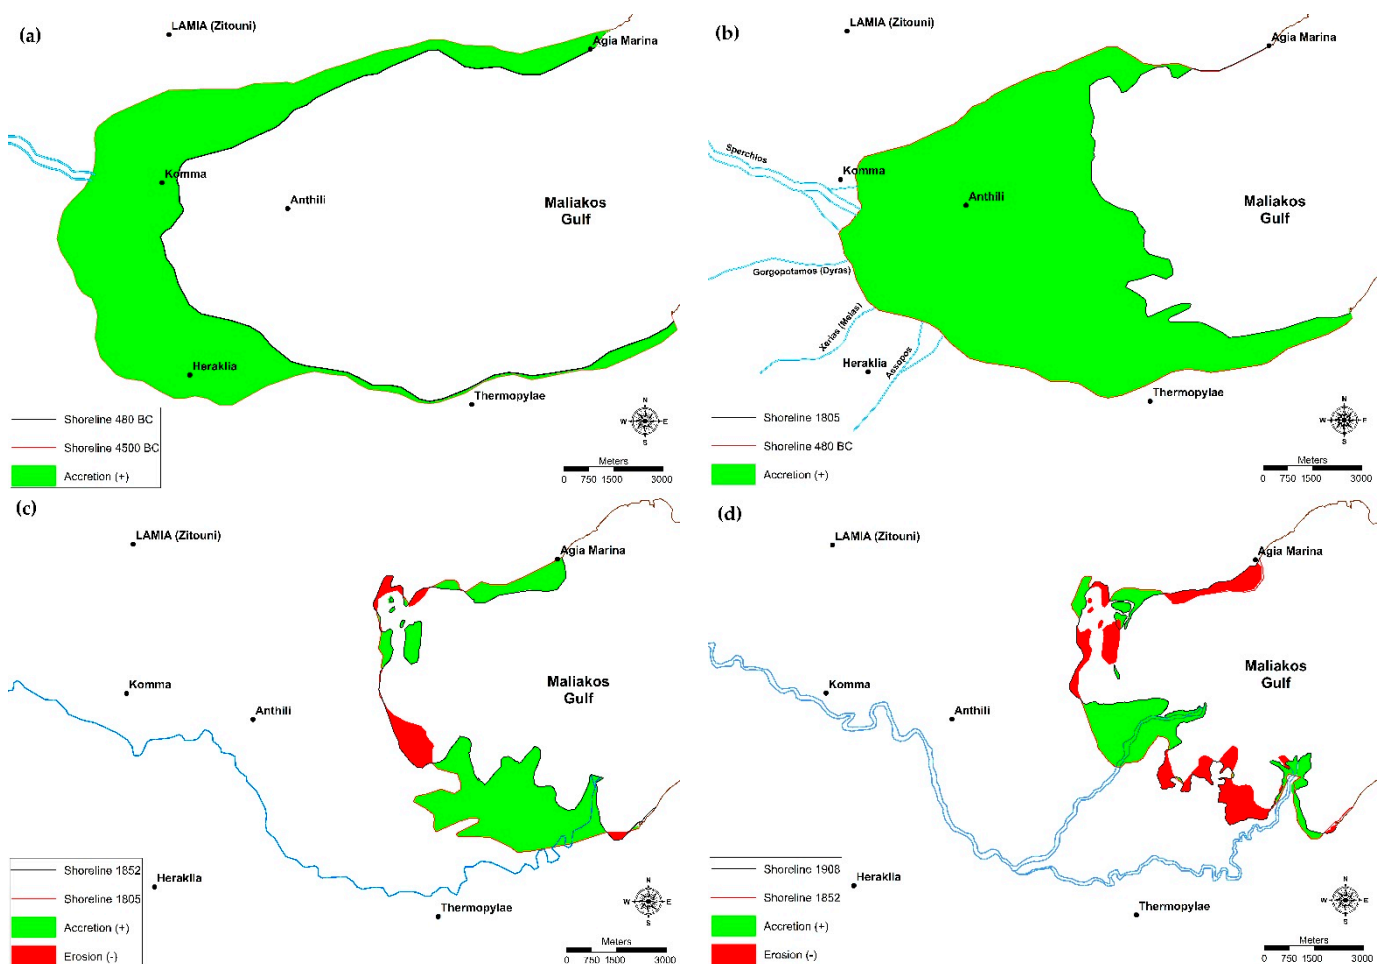 (a)
LAMIA (Zitouni)
Agia Marina
Komma
Anthili
Maliakos
Gulf
Heraklia
Thermopylae
Shoreline 480 BC
Shoreline 4500 BC
Accretion (+)
N
W E
S
Meters
0 750 1500 3000
(b)
LAMIA (Zitouni)
Agia Marina
Sperchios
Komma
Anthili
Maliakos
Gulf
Gorgopotamos (Dyras)
Xerias (Melas)
Assopos
Heraklia
Thermopylae
Shoreline 1805
Shoreline 480 BC
Accretion (+)
N
W E
S
Meters
0 750 1500 3000
(c)
LAMIA (Zitouni)
Agia Marina
Komma
Anthili
Maliakos
Gulf
Heraklia
Thermopylae
Shoreline 1852
Shoreline 1805
Accretion (+)
Erosion (-)
N
W E
S
Meters
0 750 1500 3000
(d)
LAMIA (Zitouni)
Agia Marina
Komma
Anthili
Maliakos
Gulf
Heraklia
Thermopylae
Shoreline 1908
Shoreline 1852
Accretion (+)
Erosion (-)
N
W E
S
Meters
0 750 1500 3000